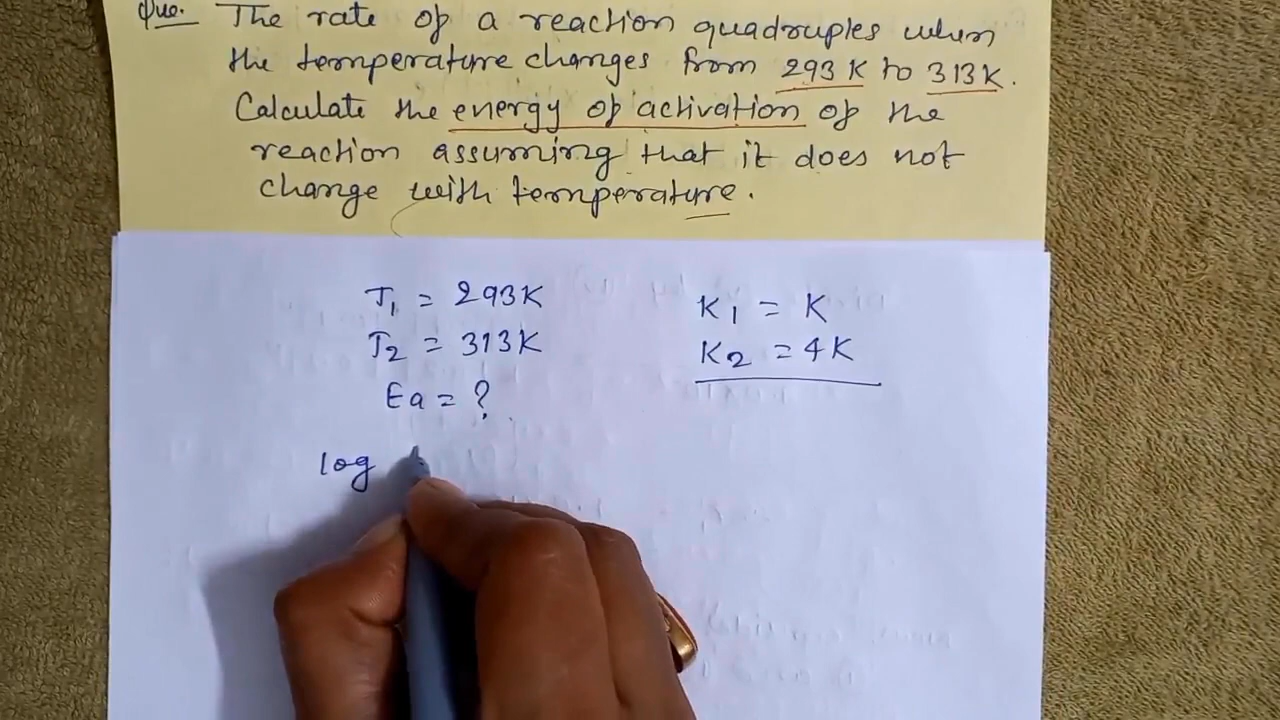 Que. The rate of a reaction quadruples when
the temperature changes from 293 K to 313K.
Calculate the energy of activation of the
reaction assuming that it does not
change with temperature.
T1 = 293K
T2 = 313K
Ea = ?
K1 = K
K2 = 4K
log